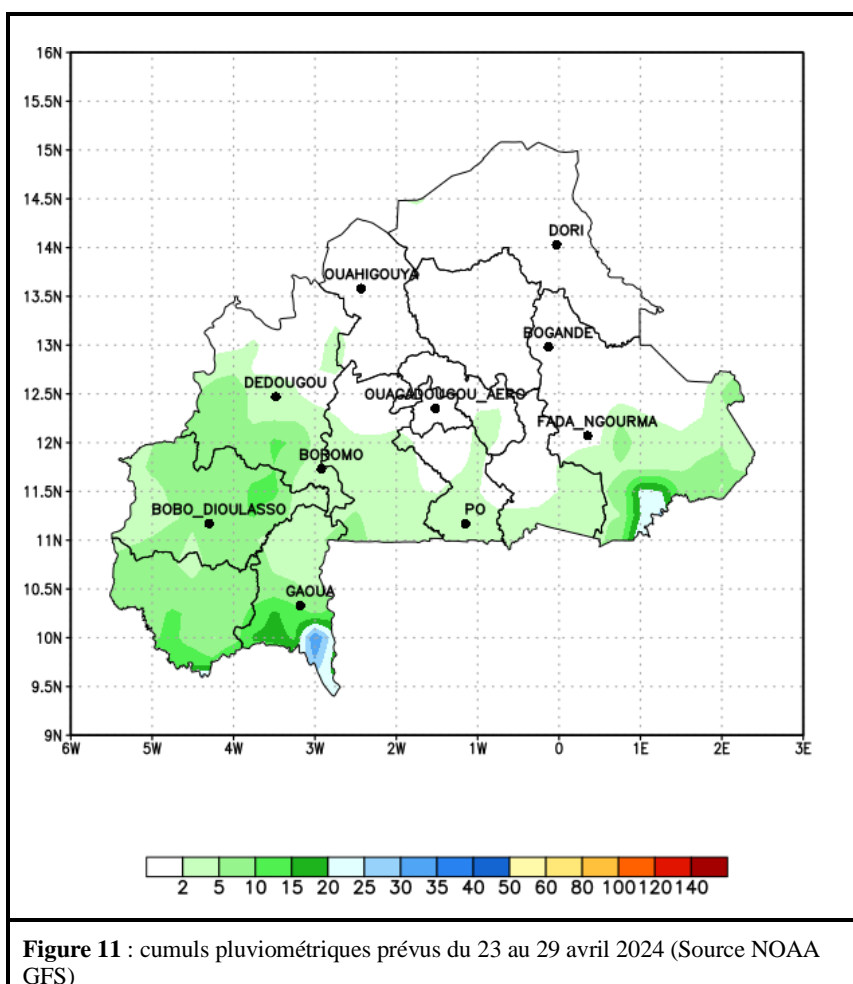 16N
15.5N
15N
14.5N
14N
13.5N
13N
12.5N
12N
11.5N
11N
10.5N
10N
9.5N
9N
6W 5W 4W 3W 2W 1W 0 1E 2E 3E
DORI
OUAHIGOUYA
BOGANDE
DEDOUGOU
OUAGADOUGOU_AERO
FADA_NGOURMA
BOROMO
BOBO_DIOULASSO
PO
GAOUA
2 5 10 15 20 25 30 35 40 50 60 80 100 120 140
Figure 11 : cumuls pluviométriques prévus du 23 au 29 avril 2024 (Source NOAA
GFS)